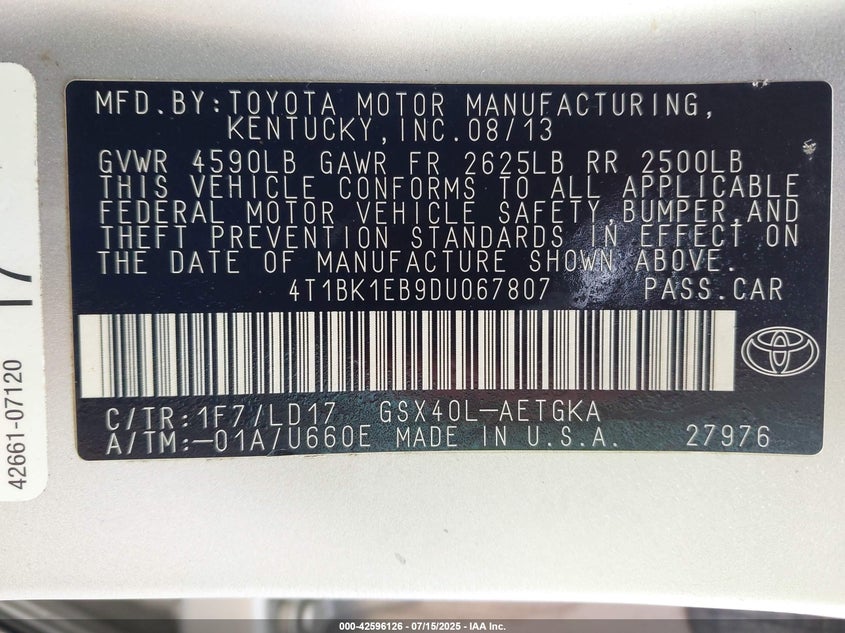 MFD.BY:TOYOTA MOTOR MANUFACTURING,
KENTUCKY,INC.08/13
GVWR 4590LB GAWR FR 2625LB RR 2500LB
THIS VEHICLE CONFORMS TO ALL APPLICABLE
FEDERAL MOTOR VEHICLE SAFETY,BUMPER,AND
THEFT PREVENTION STANDARDS IN EFFECT ON
THE DATE OF MANUFACTURE SHOWN ABOVE.
4T1BK1EB9DU067807 PASS.CAR
C/TR:1F7/LD17 GSX40L-AETGKA
A/TM:-01A/U660E MADE IN U.S.A. 27976
42661-07120
000-42596126 - 07/15/2025 - IAA Inc.